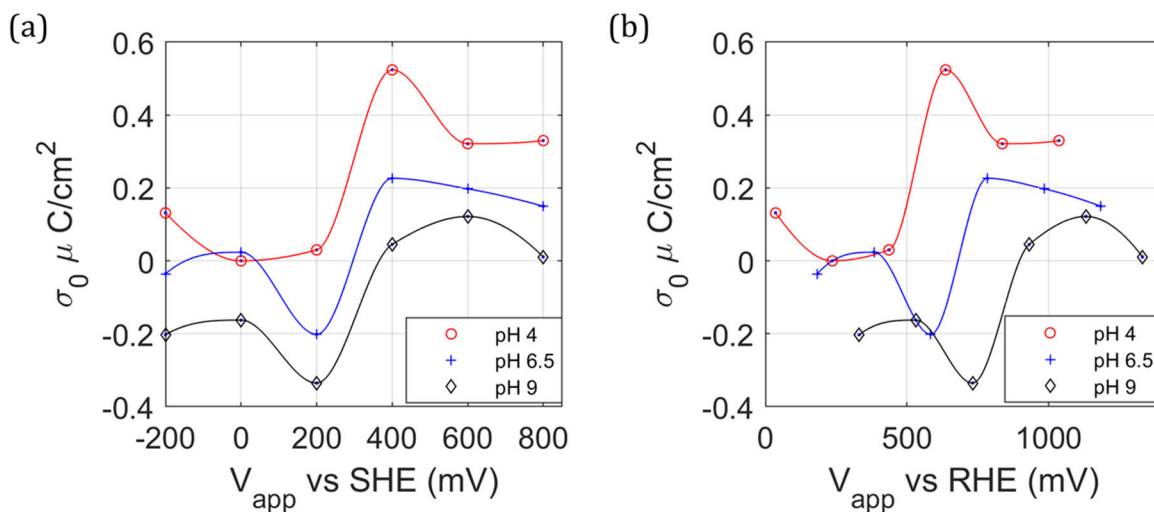 (a)
0.6
0.4
0.2
0
-0.2
-0.4
σ0 μ C/cm2
-200 0 200 400 600 800
Vapp vs SHE (mV)
pH 4
pH 6.5
pH 9
(b)
0.6
0.4
0.2
0
-0.2
-0.4
σ0 μ C/cm2
0 500 1000
Vapp vs RHE (mV)
pH 4
pH 6.5
pH 9